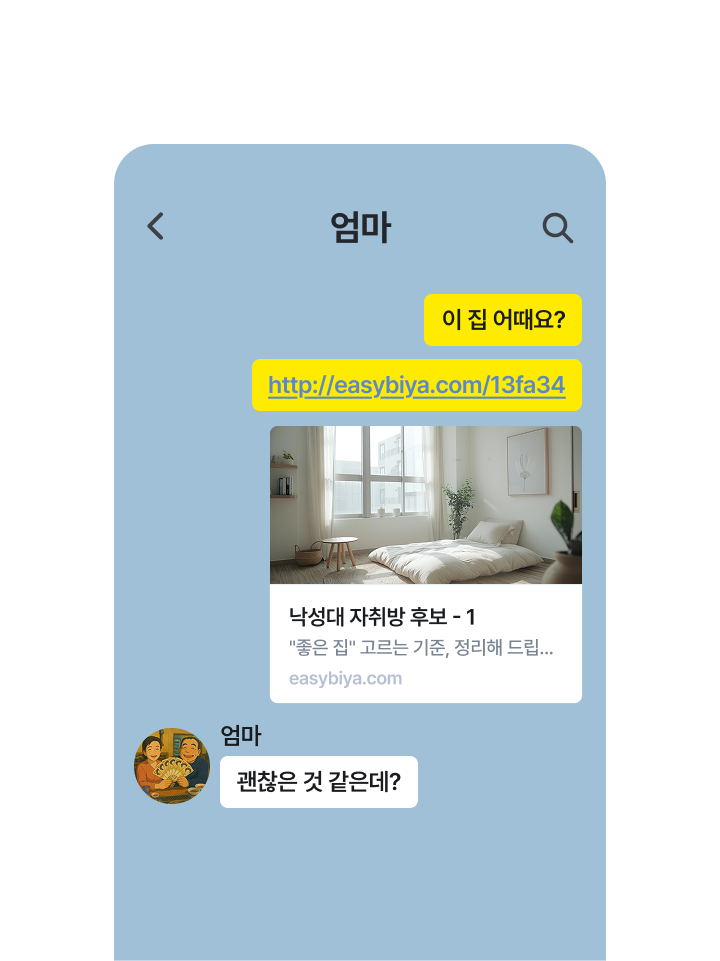 엄마
이 집 어때요?
http://easybiya.com/13fa34
낙성대 자취방 후보 - 1
"좋은 집" 고르는 기준, 정리해 드립...
easybiya.com
엄마
괜찮은 것 같은데?